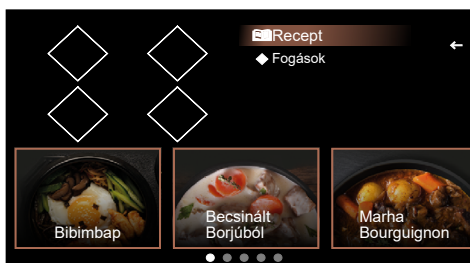 Recept
Fogások
Bibimbap
Becsinált
Borjúból
Marha
Bourguignon